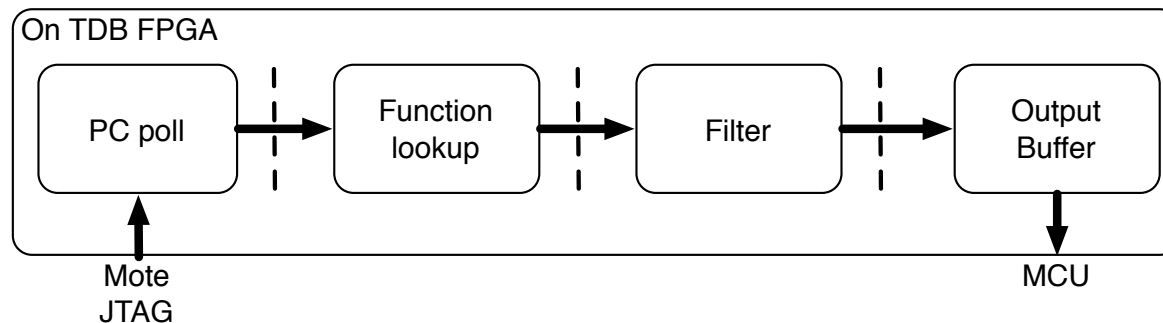 On TDB FPGA
PC poll
Function
lookup
Filter
Output
Buffer
Mote
JTAG
MCU